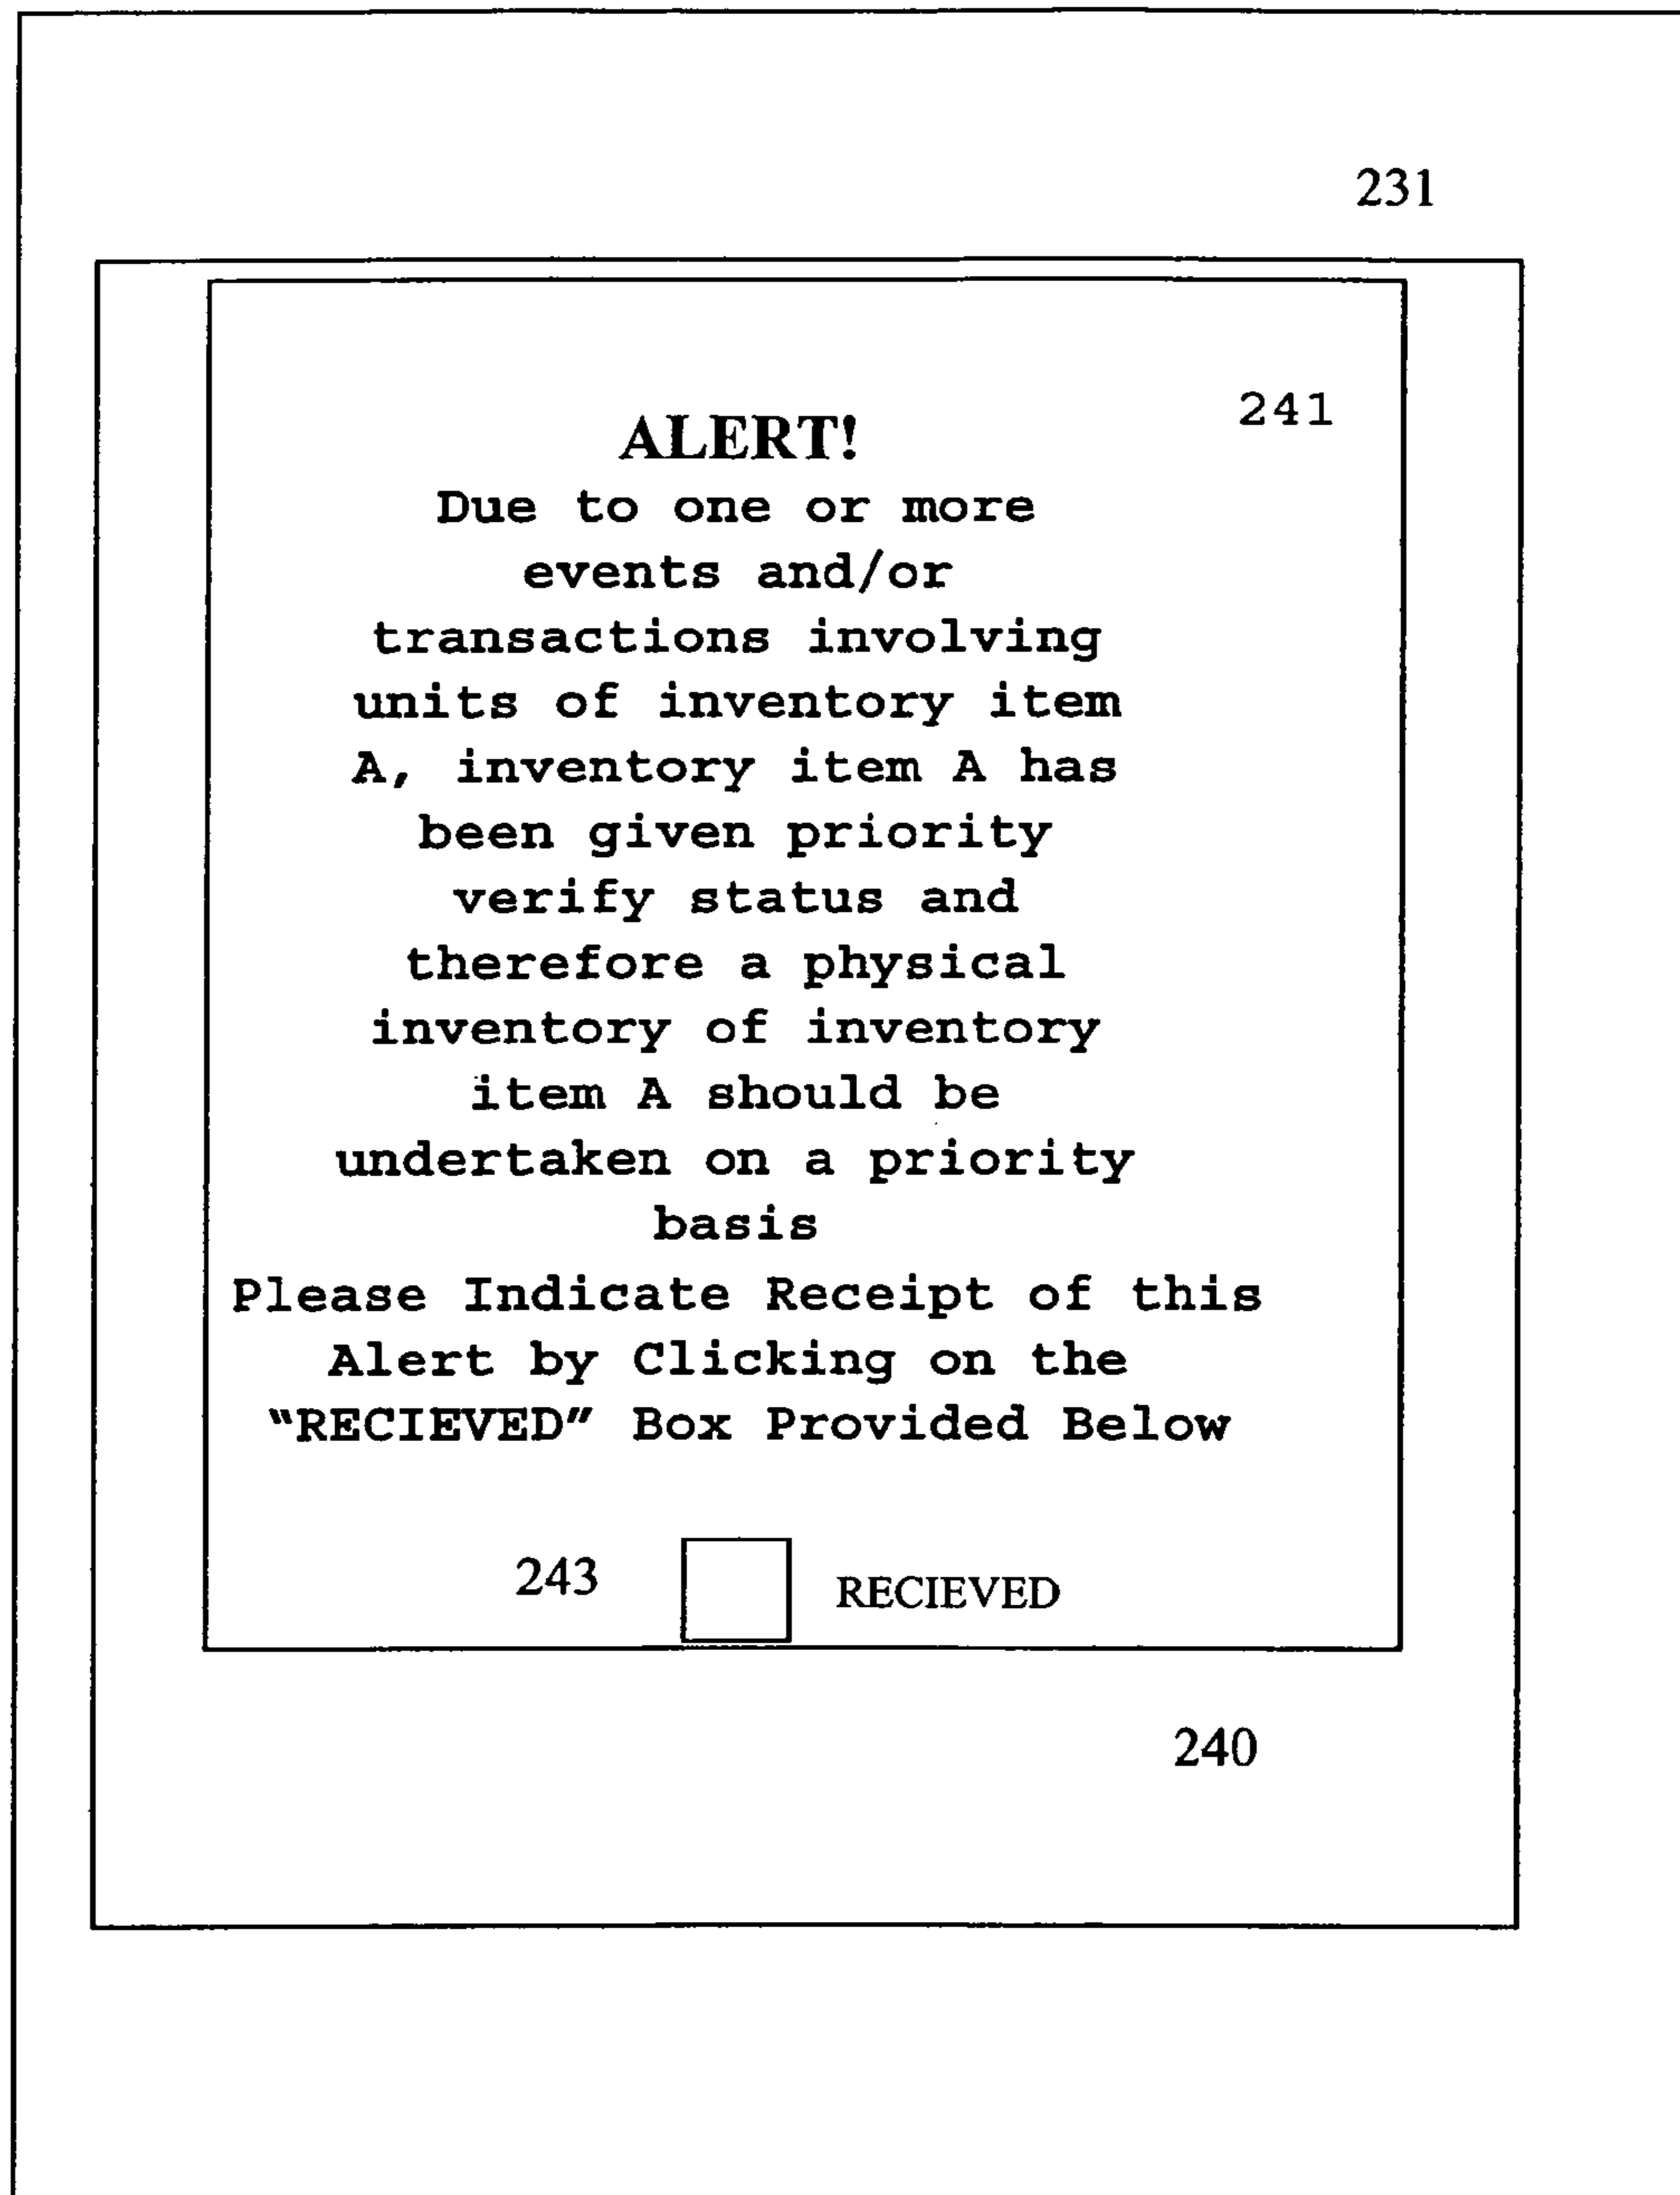 231
241
ALERT!
Due to one or more
events and/or
transactions involving
units of inventory item
A, inventory item A has
been given priority
verify status and
therefore a physical
inventory of inventory
item A should be
undertaken on a priority
basis
Please Indicate Receipt of this
Alert by Clicking on the
“RECIEVED” Box Provided Below
243 RECIEVED
240